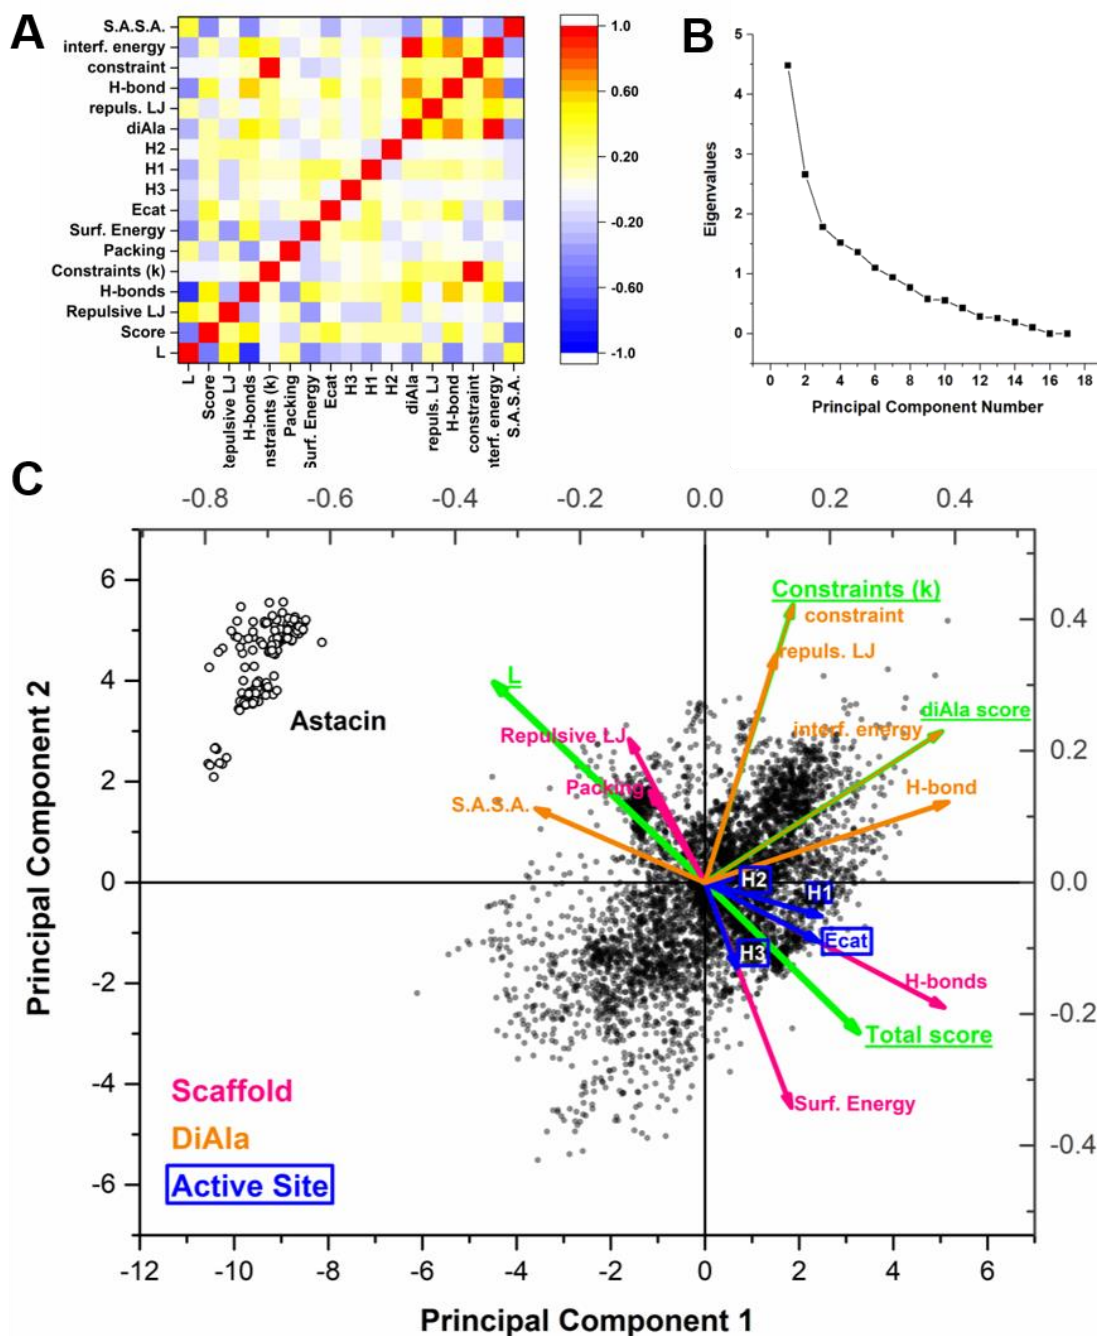 A
S.A.S.A.
interf. energy
constraint
H-bond
repuls. LJ
diAla
H2
H1
H3
Ecat
Surf. Energy
Packing
Constraints (k)
H-bonds
Repulsive LJ
Score
L
L
Score
Repulsive LJ
H-bonds
nstraints (k)
Packing
Surf. Energy
Ecat
H3
H1
H2
diAla
repuls. LJ
H-bond
constraint
nterf. energy
S.A.S.A.
1.0
0.60
0.20
-0.20
-0.60
-1.0
B
5
4
3
2
1
0
Eigenvalues
0 2 4 6 8 10 12 14 16 18
Principal Component Number
C
-0.8 -0.6 -0.4 -0.2 0.0 0.2 0.4
6
4
2
0
-2
-4
-6
Principal Component 2
0.4
0.2
0.0
-0.2
-0.4
Astacin
Constraints (k)
constraint
repuls. LJ
L
diAla score
interf. energy
Repulsive LJ
H-bond
Packing
S.A.S.A.
H2
H1
Ecat
H3
H-bonds
Total score
Surf. Energy
Scaffold
DiAla
Active Site
-12 -10 -8 -6 -4 -2 0 2 4 6
Principal Component 1